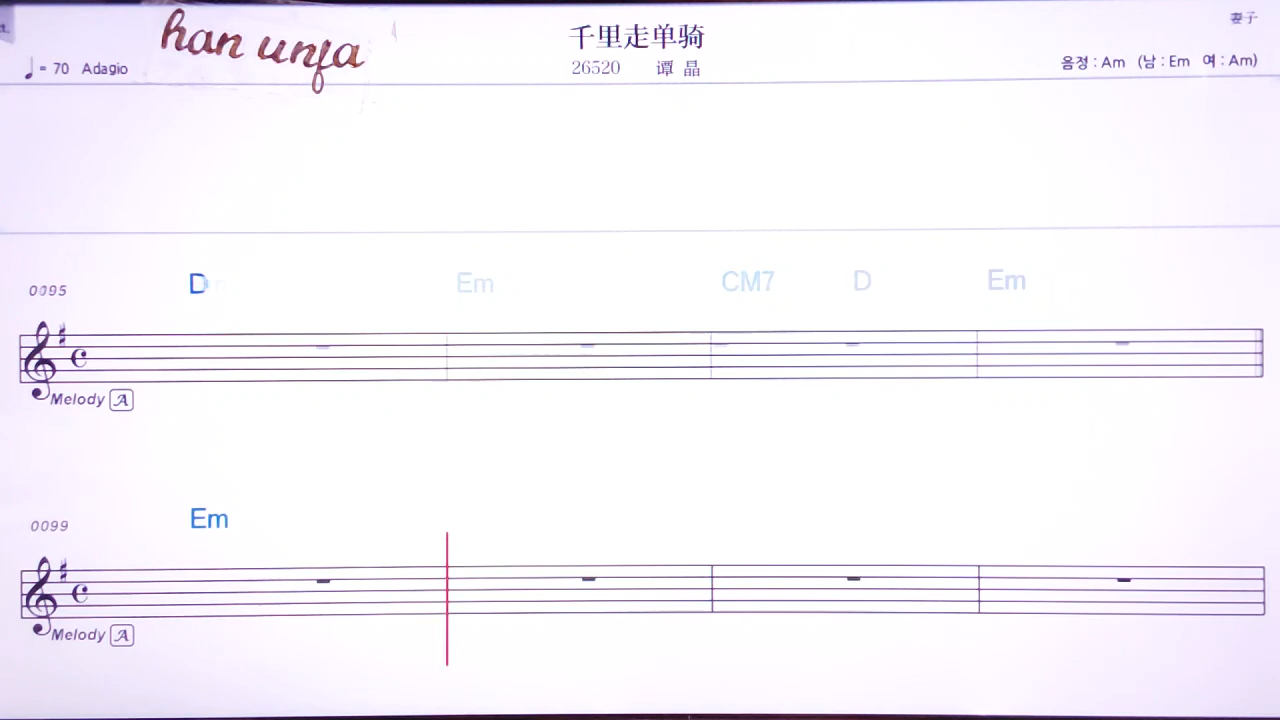 han unfa
千里走单骑
妻子
♩= 70 Adagio
26520 谭 晶
음정 : Am (남 : Em 여 : Am)
0095
D Em CM7 D Em
Melody A
0099
Em
Melody A